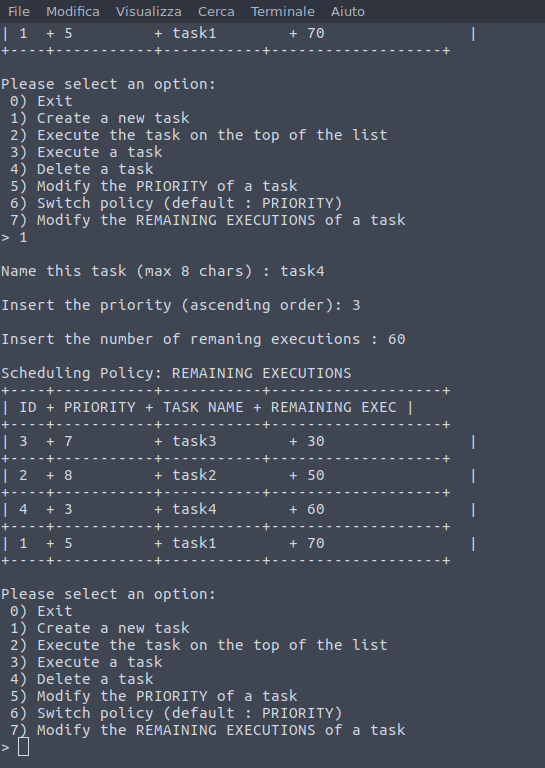 File Modifica Visualizza Cerca Terminale Aiuto
| 1  + 5         + task1        + 70                |
+----+-----------+-----------+-------------------+

Please select an option:
 0) Exit
 1) Create a new task
 2) Execute the task on the top of the list
 3) Execute a task
 4) Delete a task
 5) Modify the PRIORITY of a task
 6) Switch policy (default : PRIORITY)
 7) Modify the REMAINING EXECUTIONS of a task
> 1

Name this task (max 8 chars) : task4

Insert the priority (ascending order): 3

Insert the number of remaning executions : 60

Scheduling Policy: REMAINING EXECUTIONS
+----+-----------+-----------+-------------------+
| ID + PRIORITY + TASK NAME + REMAINING EXEC |
+----+-----------+-----------+-------------------+
| 3  + 7         + task3        + 30                |
+----+-----------+-----------+-------------------+
| 2  + 8         + task2        + 50                |
+----+-----------+-----------+-------------------+
| 4  + 3         + task4        + 60                |
+----+-----------+-----------+-------------------+
| 1  + 5         + task1        + 70                |
+----+-----------+-----------+-------------------+

Please select an option:
 0) Exit
 1) Create a new task
 2) Execute the task on the top of the list
 3) Execute a task
 4) Delete a task
 5) Modify the PRIORITY of a task
 6) Switch policy (default : PRIORITY)
 7) Modify the REMAINING EXECUTIONS of a task
>